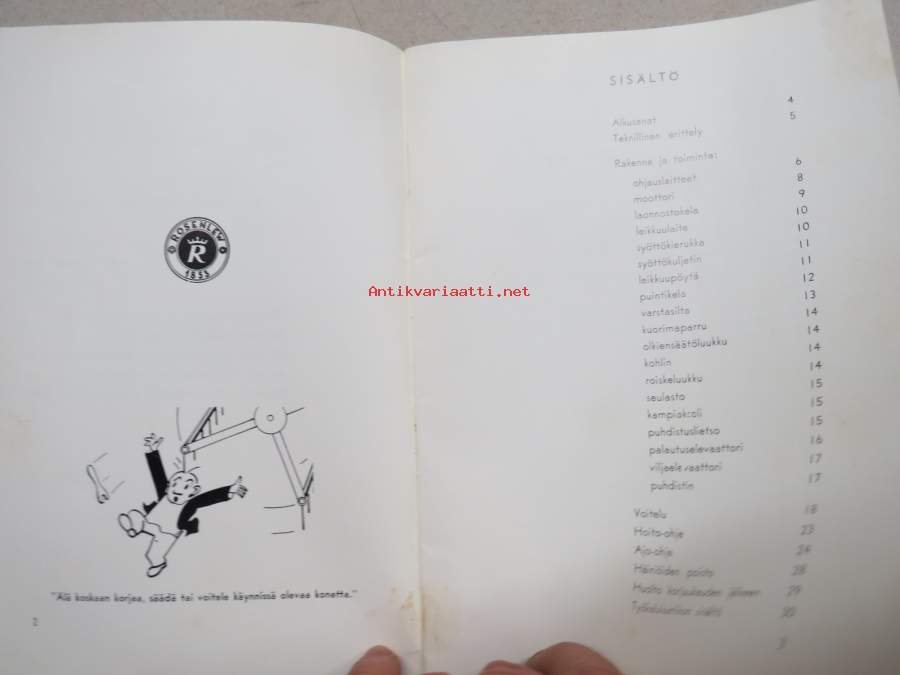 ROSENLEW
R
1853
"Älä koskaan korjaa, säädä tai voitele käynnissä olevaa konetta."
2
Antikvariaatti.net
SISÄLTÖ
Alkusanat 4
Teknillinen erittely 5
Rakenne ja toiminta:
ohjauslaitteet 6
moottori 8
laonnostokela 9
leikkuulaite 10
syöttökierukka 10
syöttökuljetin 11
leikkuupöytä 11
puintikela 12
varstasilta 13
kuorimaparru 14
olkiensäätöluukku 14
kohlin 14
roiskeluukku 14
seulasto 15
kampiakseli 15
puhdistuslietso 15
palautuselevaattori 16
viljaelevaattori 17
puhdistin 17
Voitelu 18
Hoito-ohje 23
Ajo-ohje 24
Häiriöiden poisto 28
Huolto korjuukauden jälkeen 29
Työkalulaatikon sisältö 30
3